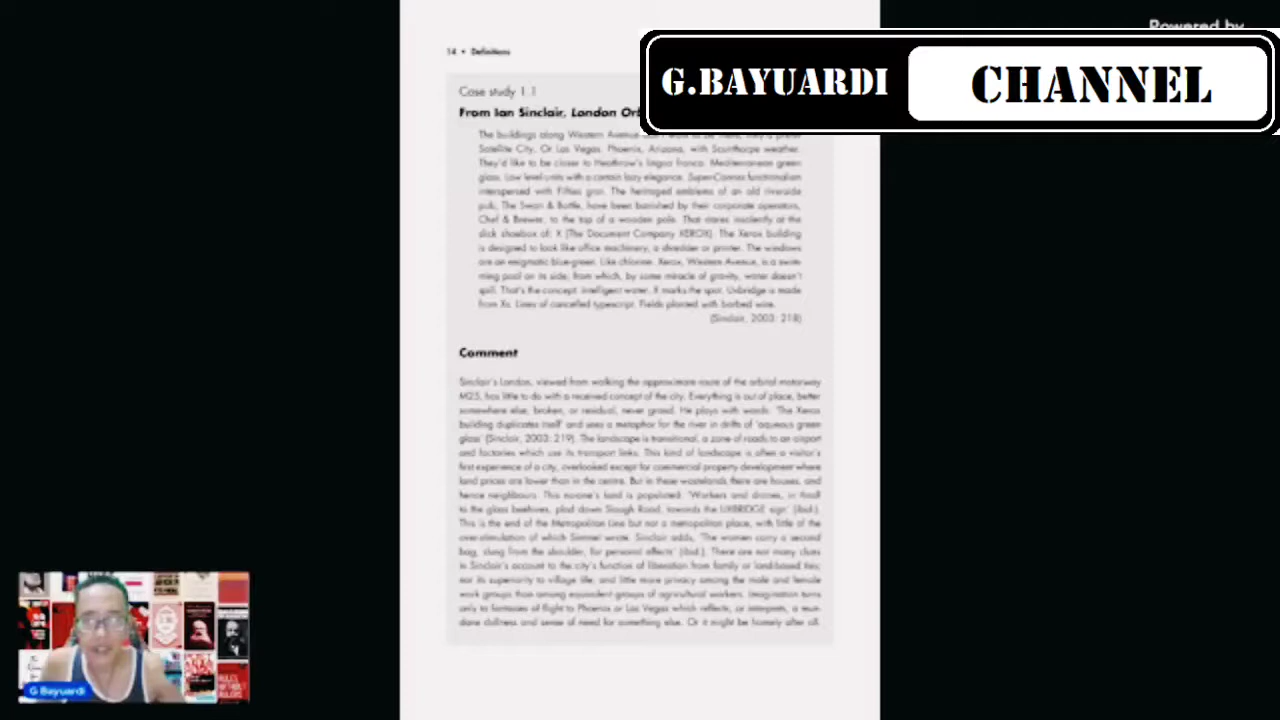 Powered by
G.BAYUARDI CHANNEL
14 • Definitions
Case study 1.1
From Ian Sinclair, London Orb
The buildings along Western Avenue
Satellite City. Or Las Vegas. Phoenix, Arizona, with Scunthorpe weather.
They'd like to be closer to Heathrow's lingua franca. Mediterranean green
glass. Low level units with a certain lazy elegance. Super-Cannes functionalism
interspersed with Fifties grot. The heritaged emblems of an old riverside
pub, The Swan & Bottle, have been banished by their corporate operators,
Chef & Brewer, to the top of a wooden pole. That stares insolently at the
slick shoebox of: X (The Document Company XEROX). The Xerox building
is designed to look like office machinery, a shredder or printer. The windows
are an enigmatic blue-green. Like chlorine. Xerox, Western Avenue, is a swim-
ming pool on its side, from which, by some miracle of gravity, water doesn't
spill. That's the concept: intelligent water. X marks the spot. Uxbridge is made
from Xs. Lines of cancelled typescript. Fields planted with barbed wire.
(Sinclair, 2003: 218)
Comment
Sinclair's London, viewed from walking the approximate route of the orbital motorway
M25, has little to do with a received concept of the city. Everything is out of place, better
somewhere else, broken, or residual, never grand. He plays with words: 'The Xerox
building duplicates itself' and uses a metaphor for the river in drifts of 'aqueous green
glass' (Sinclair, 2003: 219). The landscape is transitional, a zone of roads to an airport
and factories which use its transport links. This kind of landscape is often a visitor's
first experience of a city, overlooked except for commercial property development where
land prices are lower than in the centre. But in these wastelands there are houses, and
hence neighbours. This no-one's land is populated: 'Workers and drones, in thrall
to the glass beehives, plod down Slough Road, towards the UXBRIDGE sign' (ibid.).
This is the end of the Metropolitan Line but not a metropolitan place, with little of the
over-stimulation of which Simmel wrote. Sinclair adds, 'The women carry a second
bag, slung from the shoulder, for personal effects' (ibid.). There are not many clues
in Sinclair's account to the city's function of liberation from family or land-based ties;
nor its superiority to village life; and little more privacy among the male and female
work groups than among equivalent groups of agricultural workers. Imagination turns
only to fantasies of flight to Phoenix or Las Vegas which reflects, or interprets, a mun-
dane dullness and sense of need for something else. Or it might be homely after all.
G Bayuardi
RULES
WITHOUT
RULERS